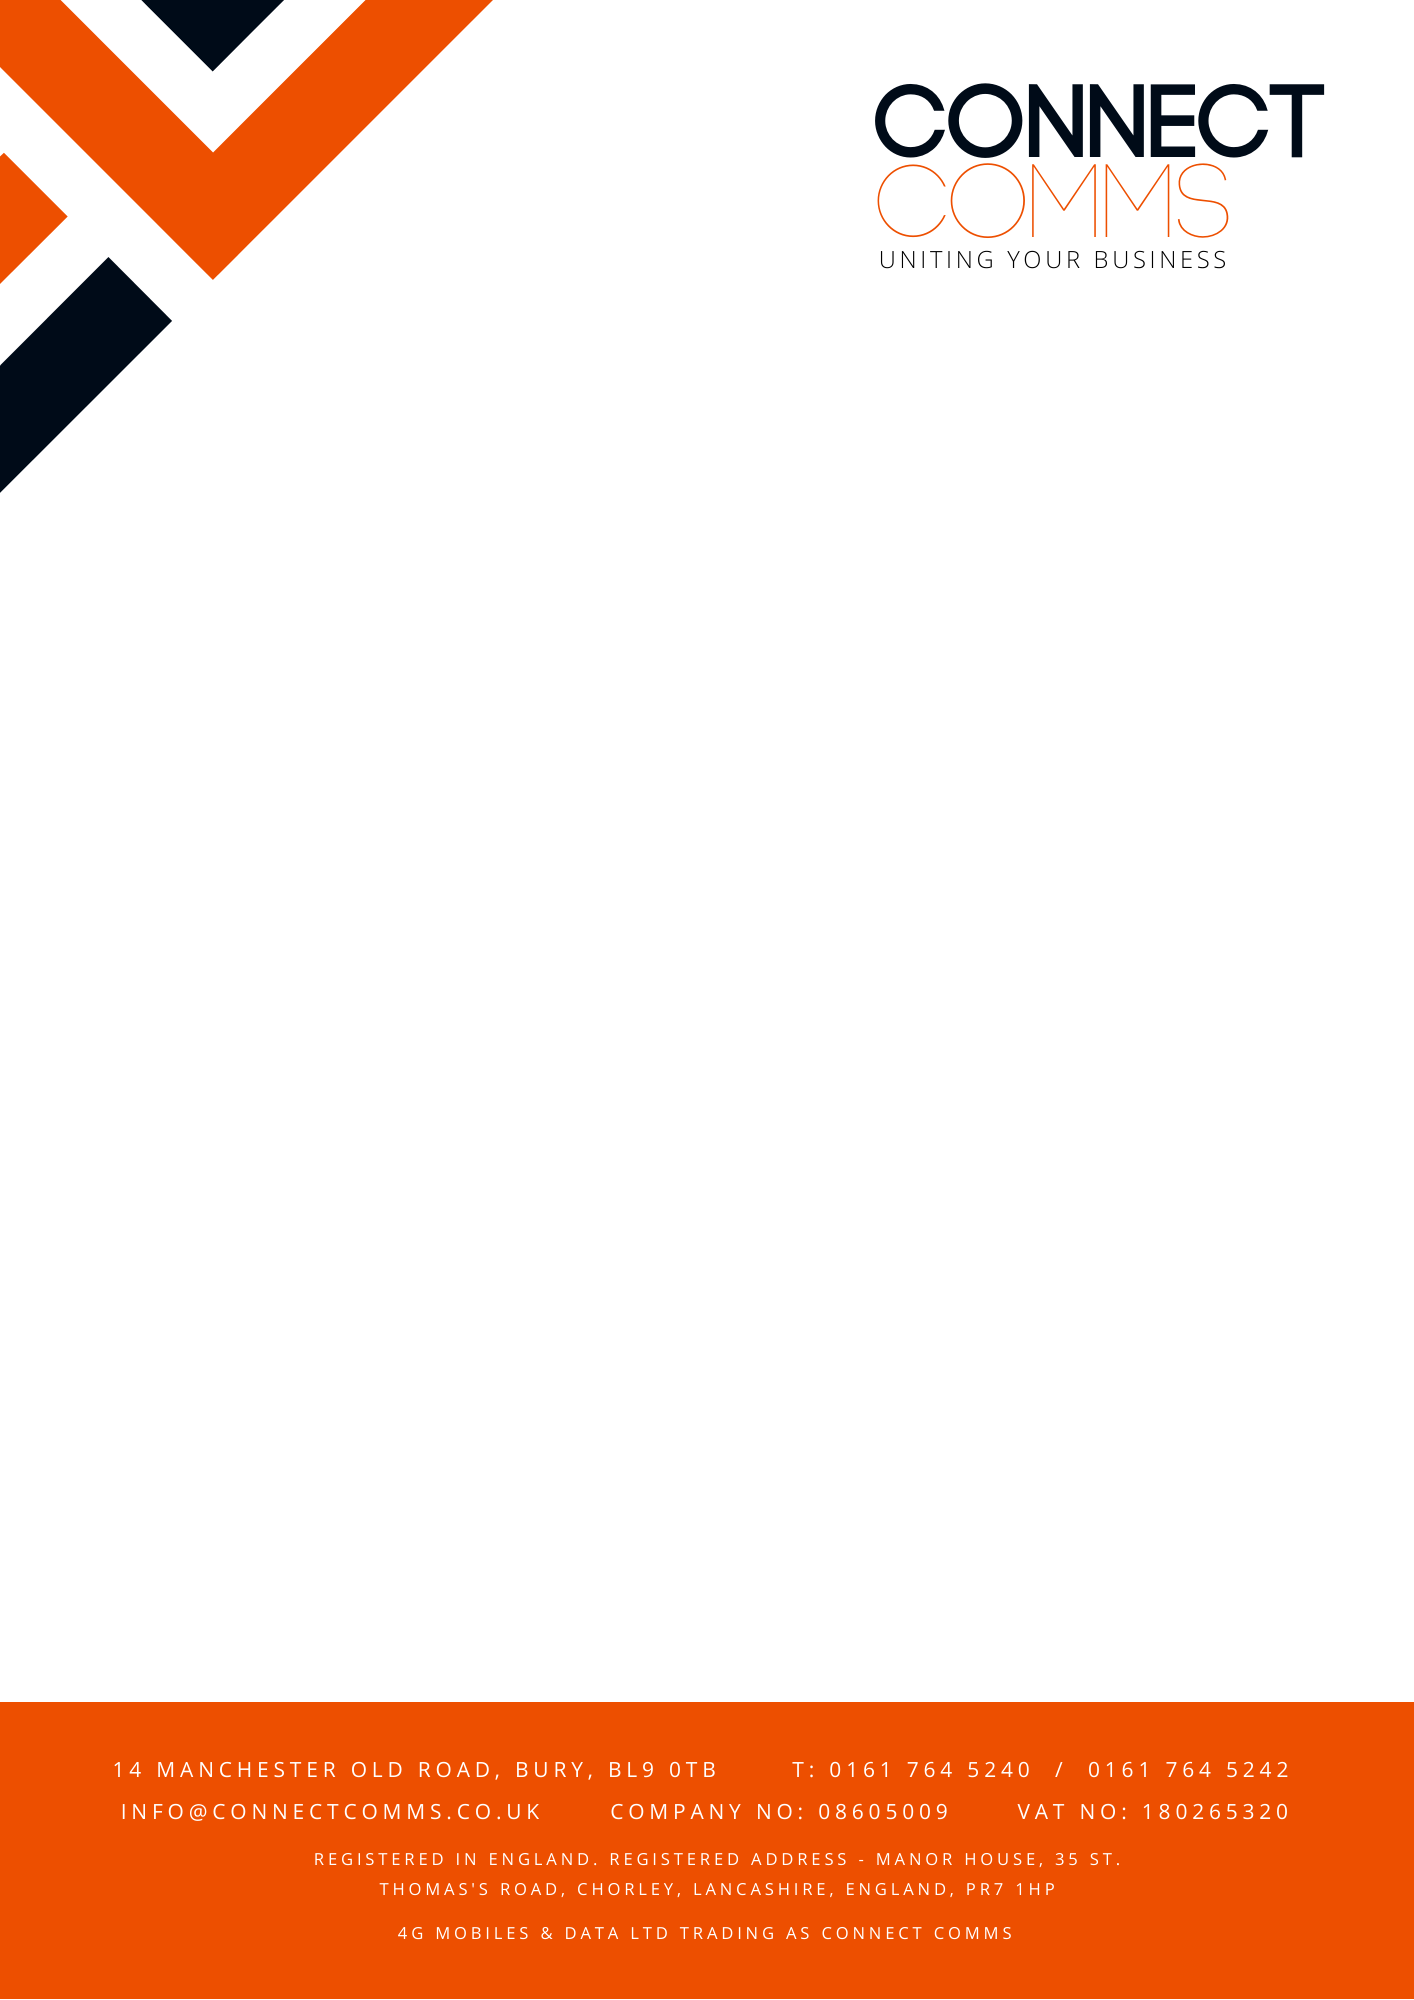 CONNECT
COMMS
UNITING YOUR BUSINESS
14 MANCHESTER OLD ROAD, BURY, BL9 0TB T: 0161 764 5240 / 0161 764 5242
INFO@CONNECTCOMMS.CO.UK COMPANY NO: 08605009 VAT NO: 180265320
REGISTERED IN ENGLAND. REGISTERED ADDRESS - MANOR HOUSE, 35 ST.
THOMAS'S ROAD, CHORLEY, LANCASHIRE, ENGLAND, PR7 1HP
4G MOBILES & DATA LTD TRADING AS CONNECT COMMS